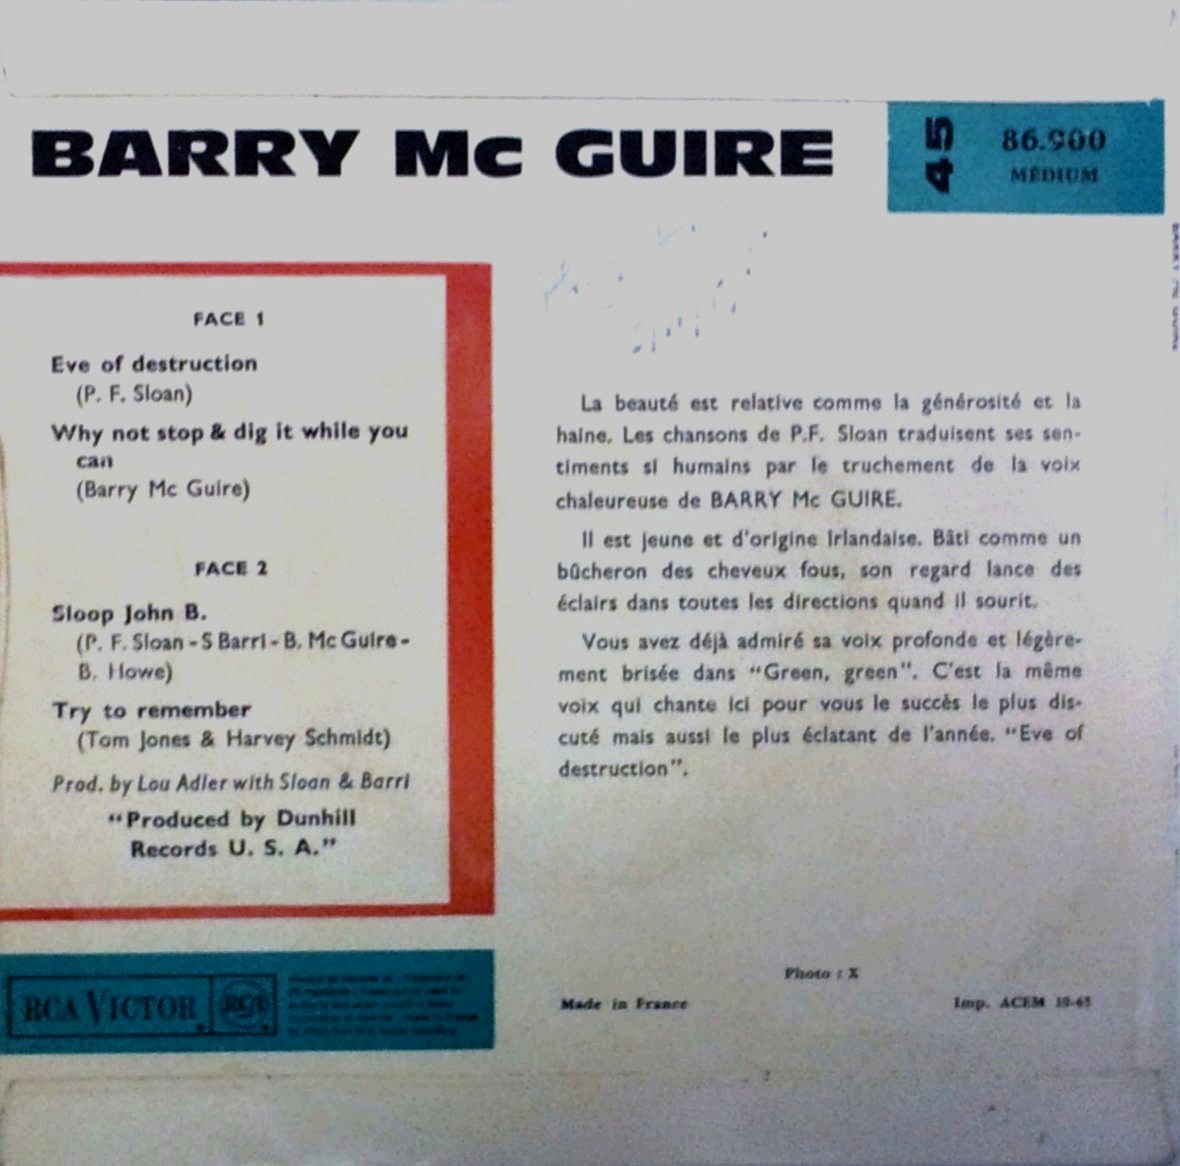 BARRY Mc GUIRE
45
86.900
MÉDIUM
FACE 1
Eve of destruction
(P. F. Sloan)
Why not stop & dig it while you
can
(Barry Mc Guire)
FACE 2
Sloop John B.
(P. F. Sloan - S Barri - B. Mc Guire -
B. Howe)
Try to remember
(Tom Jones & Harvey Schmidt)
Prod. by Lou Adler with Sloan & Barri
“Produced by Dunhill
Records U. S. A.”
La beauté est relative comme la générosité et la
haine. Les chansons de P.F. Sloan traduisent ses sen-
timents si humains par le truchement de la voix
chaleureuse de BARRY Mc GUIRE.
Il est jeune et d'origine Irlandaise. Bâti comme un
bûcheron des cheveux fous, son regard lance des
éclairs dans toutes les directions quand il sourit.
Vous avez déjà admiré sa voix profonde et légère-
ment brisée dans “Green, green”. C'est la même
voix qui chante ici pour vous le succès le plus dis-
cuté mais aussi le plus éclatant de l'année. “Eve of
destruction”.
RCA VICTOR
RCA
Photo : X
Made in France
Imp. ACEM 10-65
BARRY Mc GUIRE